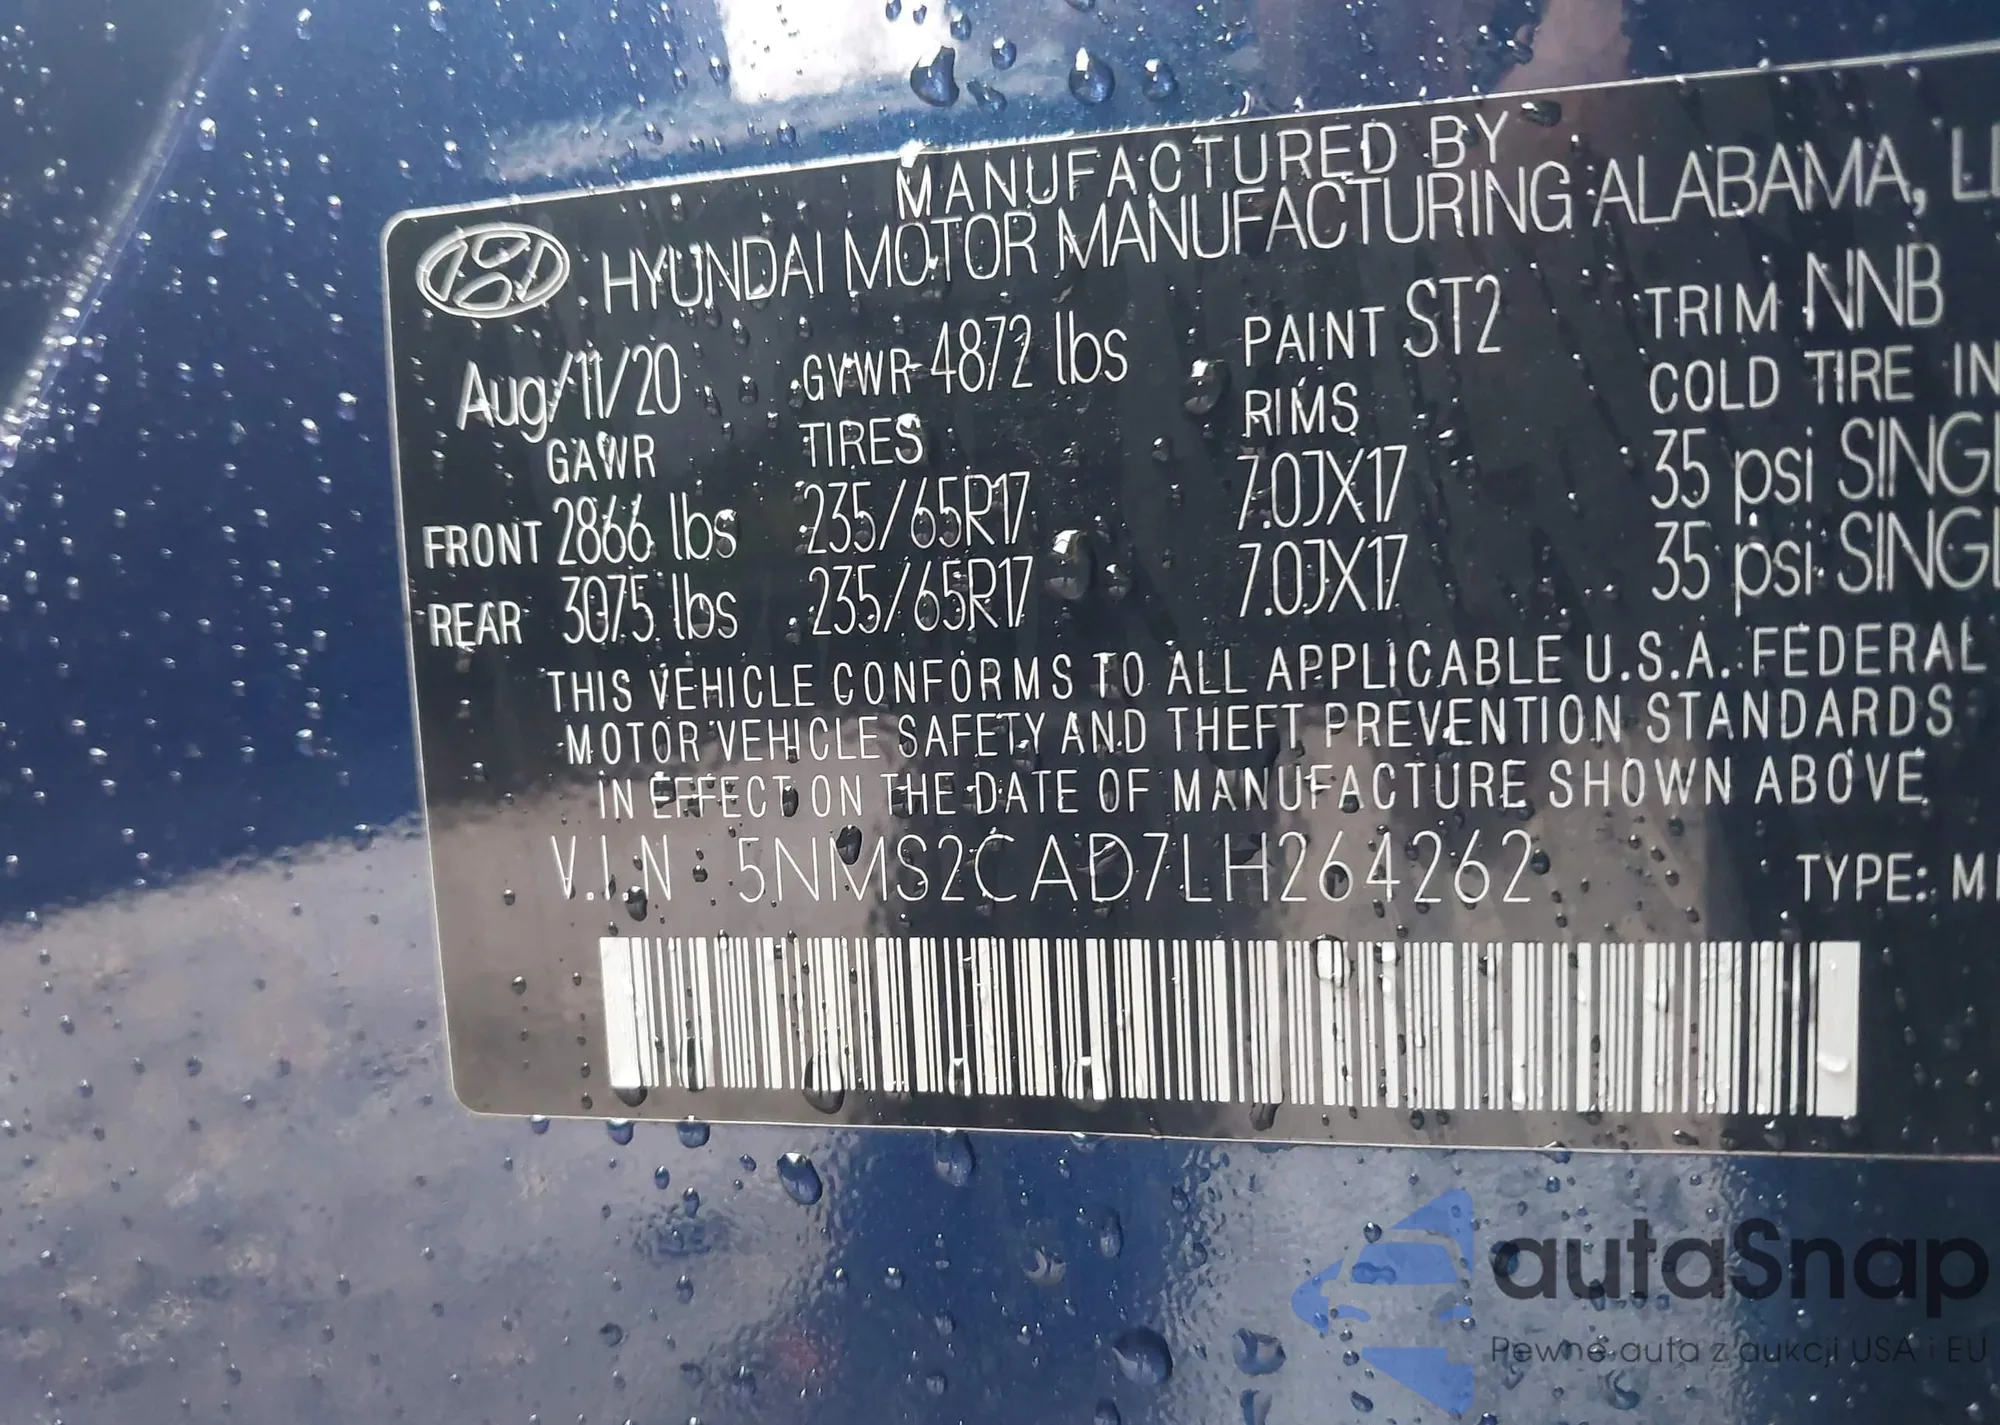 MANUFACTURED BY
HYUNDAI MOTOR MANUFACTURING ALABAMA,
Aug/11/20 GVWR 4872 lbs PAINT ST2 TRIM NNB
GAWR TIRES RIMS COLD TIRE
FRONT 2866 lbs 235/65R17 7.0JX17 35 psi
REAR 3075 lbs 235/65R17 7.0JX17 35 psi
THIS VEHICLE CONFORMS TO ALL APPLICABLE U.S.A. FEDERAL
MOTOR VEHICLE SAFETY AND THEFT PREVENTION STANDARDS
IN EFFECT ON THE DATE OF MANUFACTURE SHOWN ABOVE
V.I.N 5NMS2CAD7LH264262 TYPE:
autaSnap
Pewne auta z aukcji USA i EU